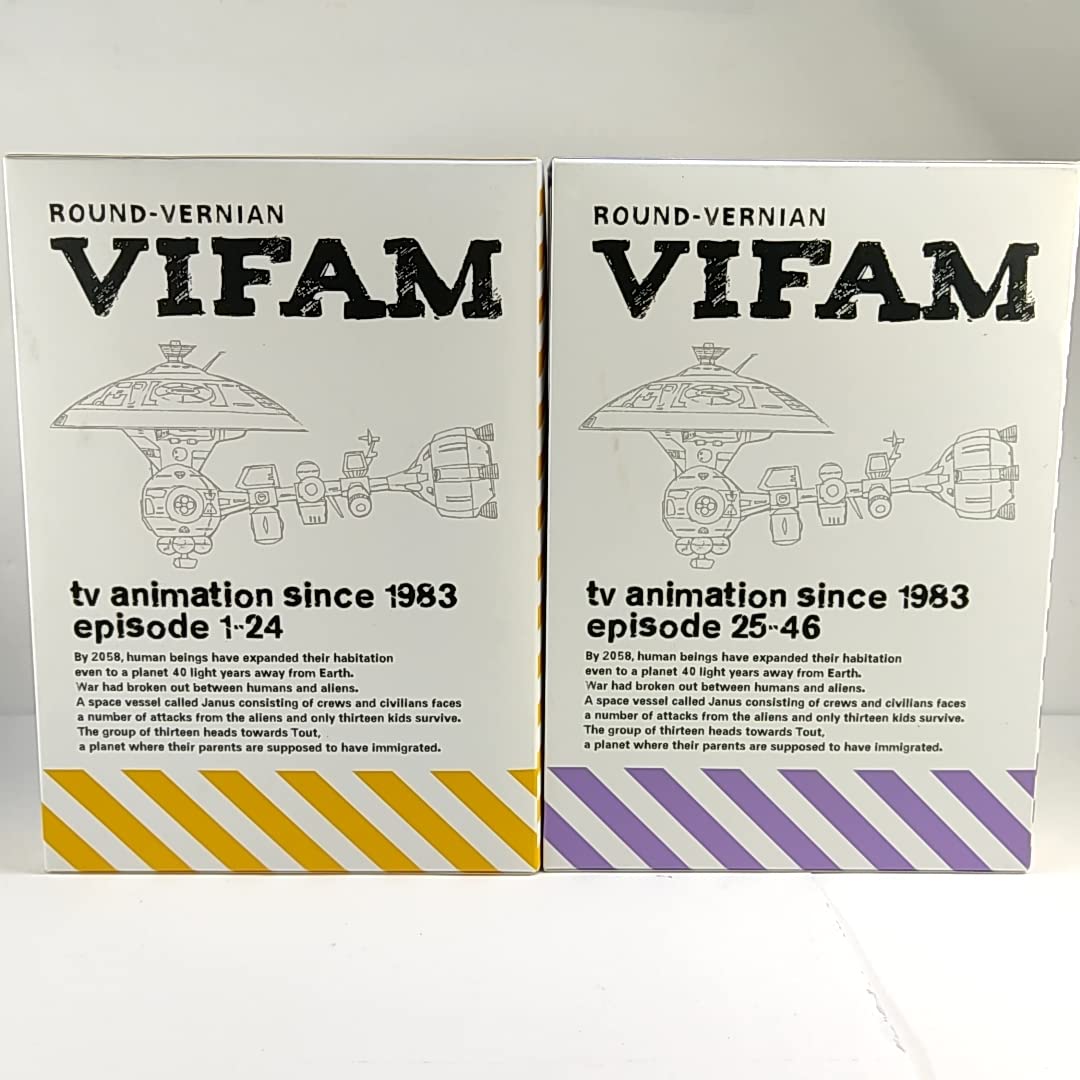 ROUND-VERNIAN
VIFAM
tv animation since 1983
episode 1-24
By 2058, human beings have expanded their habitation
even to a planet 40 light years away from Earth.
War had broken out between humans and aliens.
A space vessel called Janus consisting of crews and civilians faces
a number of attacks from the aliens and only thirteen kids survive.
The group of thirteen heads towards Tout,
a planet where their parents are supposed to have immigrated.
ROUND-VERNIAN
VIFAM
tv animation since 1983
episode 25-46
By 2058, human beings have expanded their habitation
even to a planet 40 light years away from Earth.
War had broken out between humans and aliens.
A space vessel called Janus consisting of crews and civilians faces
a number of attacks from the aliens and only thirteen kids survive.
The group of thirteen heads towards Tout,
a planet where their parents are supposed to have immigrated.